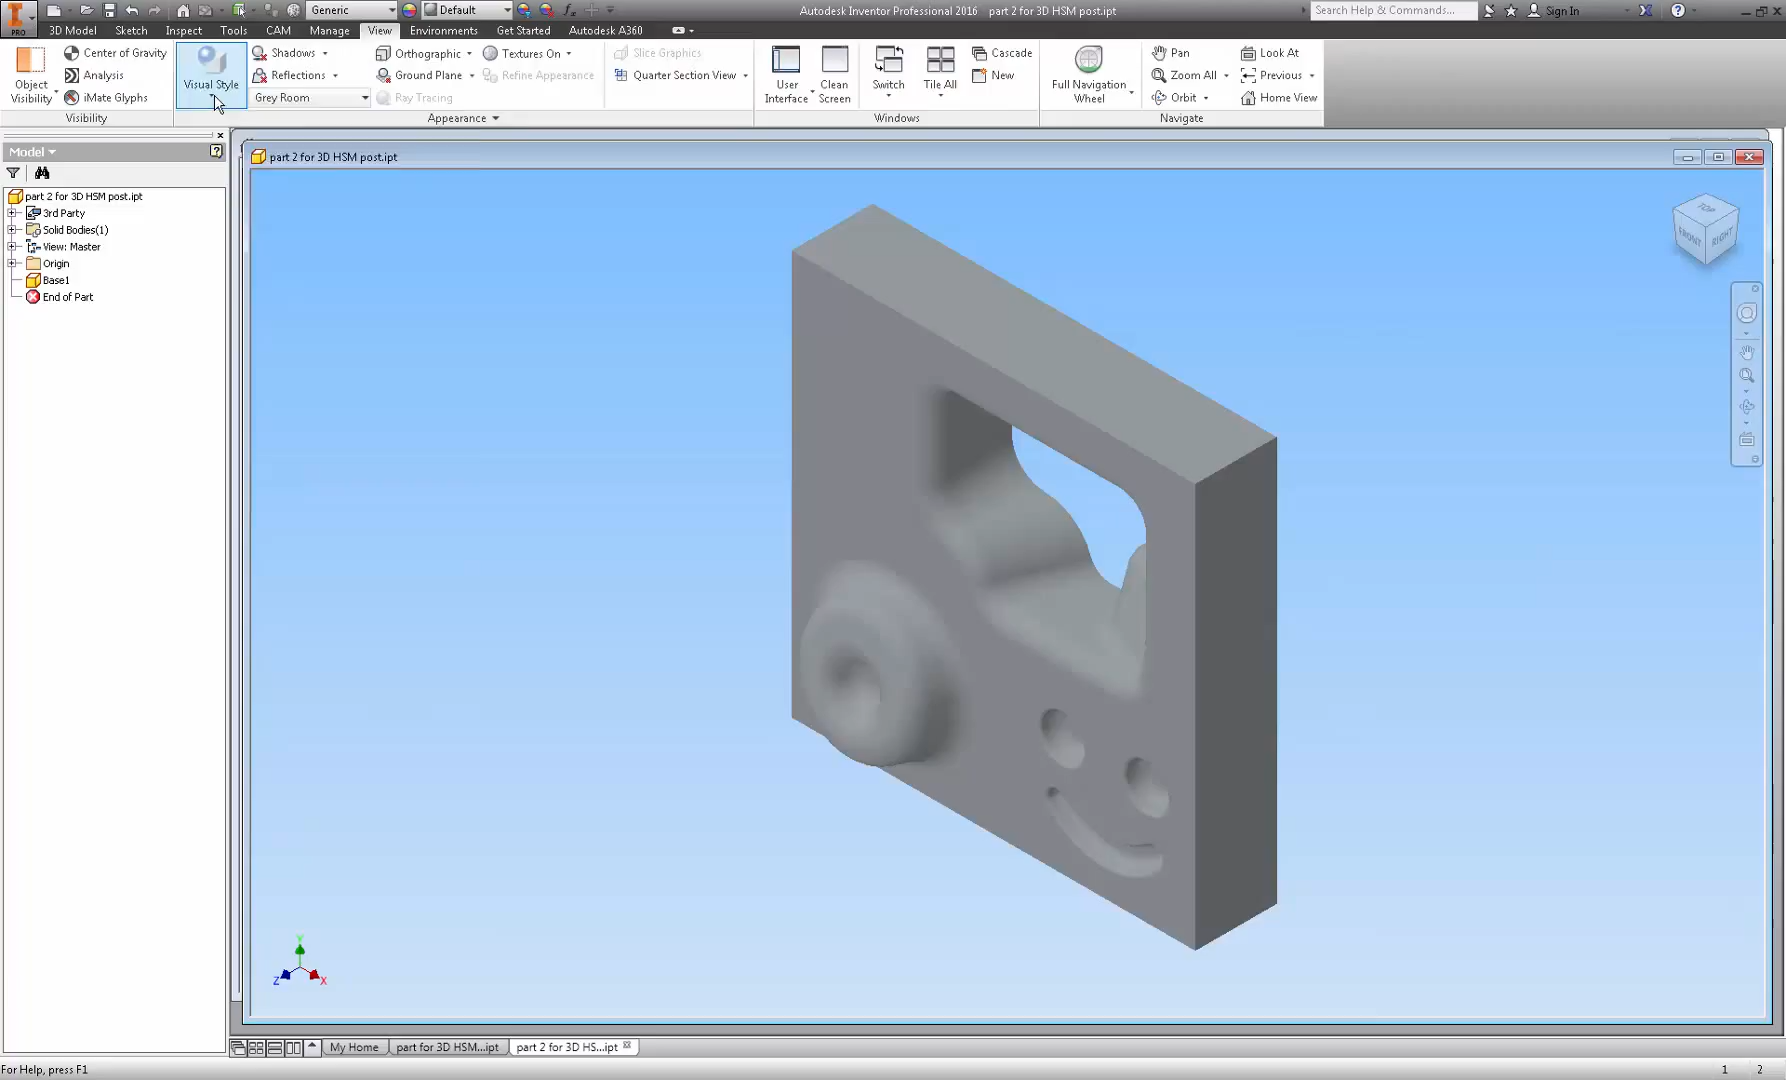 Generic
Default
Autodesk Inventor Professional 2016 part 2 for 3D HSM post.ipt
Search Help & Commands...
Sign In
PRO
3D Model Sketch Inspect Tools CAM Manage View Environments Get Started Autodesk A360
Object Visibility
Center of Gravity
Analysis
iMate Glyphs
Visibility
Visual Style
Shadows
Reflections
Grey Room
Orthographic
Ground Plane
Ray Tracing
Textures On
Refine Appearance
Appearance
Slice Graphics
Quarter Section View
User Interface
Clean Screen
Switch
Tile All
Cascade
New
Windows
Full Navigation Wheel
Pan
Zoom All
Orbit
Look At
Previous
Home View
Navigate
Model
part 2 for 3D HSM post.ipt
3rd Party
Solid Bodies(1)
View: Master
Origin
Base1
End of Part
part 2 for 3D HSM post.ipt
TOP
FRONT
RIGHT
Y
Z
X
My Home
part for 3D HSM...ipt
part 2 for 3D HS...ipt
For Help, press F1
1 2